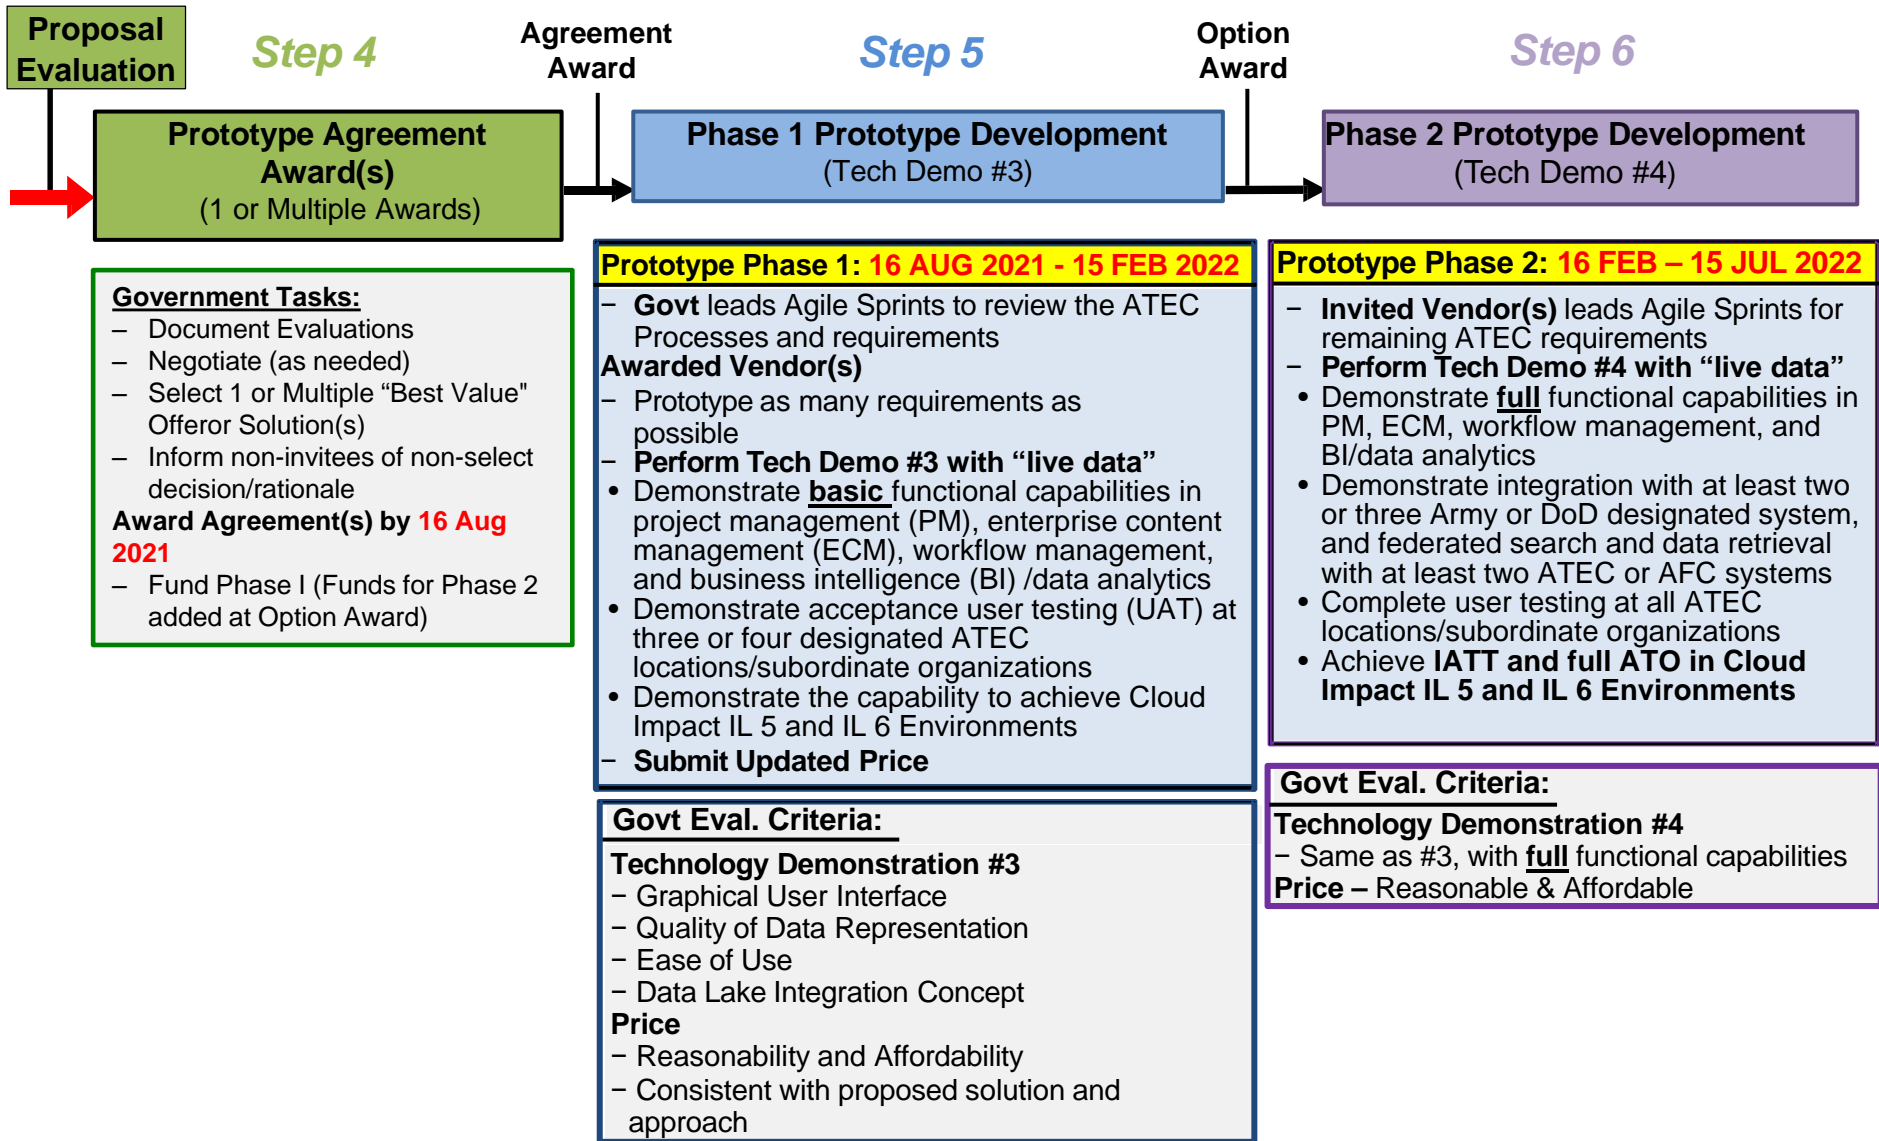 Proposal
Evaluation
Step 4
Agreement
Award
Step 5
Option
Award
Step 6
Prototype Agreement
Award(s)
(1 or Multiple Awards)
Phase 1 Prototype Development
(Tech Demo #3)
Phase 2 Prototype Development
(Tech Demo #4)
Government Tasks:
– Document Evaluations
– Negotiate (as needed)
– Select 1 or Multiple “Best Value"
Offeror Solution(s)
– Inform non-invitees of non-select
decision/rationale
Award Agreement(s) by 16 Aug
2021
– Fund Phase I (Funds for Phase 2
added at Option Award)
Prototype Phase 1: 16 AUG 2021 - 15 FEB 2022
− Govt leads Agile Sprints to review the ATEC
Processes and requirements
Awarded Vendor(s)
− Prototype as many requirements as
possible
− Perform Tech Demo #3 with “live data”
• Demonstrate basic functional capabilities in
project management (PM), enterprise content
management (ECM), workflow management,
and business intelligence (BI) /data analytics
• Demonstrate acceptance user testing (UAT) at
three or four designated ATEC
locations/subordinate organizations
• Demonstrate the capability to achieve Cloud
Impact IL 5 and IL 6 Environments
− Submit Updated Price
Govt Eval. Criteria:
Technology Demonstration #3
− Graphical User Interface
− Quality of Data Representation
− Ease of Use
− Data Lake Integration Concept
Price
− Reasonability and Affordability
− Consistent with proposed solution and
approach
Prototype Phase 2: 16 FEB – 15 JUL 2022
− Invited Vendor(s) leads Agile Sprints for
remaining ATEC requirements
− Perform Tech Demo #4 with “live data”
• Demonstrate full functional capabilities in
PM, ECM, workflow management, and
BI/data analytics
• Demonstrate integration with at least two
or three Army or DoD designated system,
and federated search and data retrieval
with at least two ATEC or AFC systems
• Complete user testing at all ATEC
locations/subordinate organizations
• Achieve IATT and full ATO in Cloud
Impact IL 5 and IL 6 Environments
Govt Eval. Criteria:
Technology Demonstration #4
− Same as #3, with full functional capabilities
Price – Reasonable & Affordable